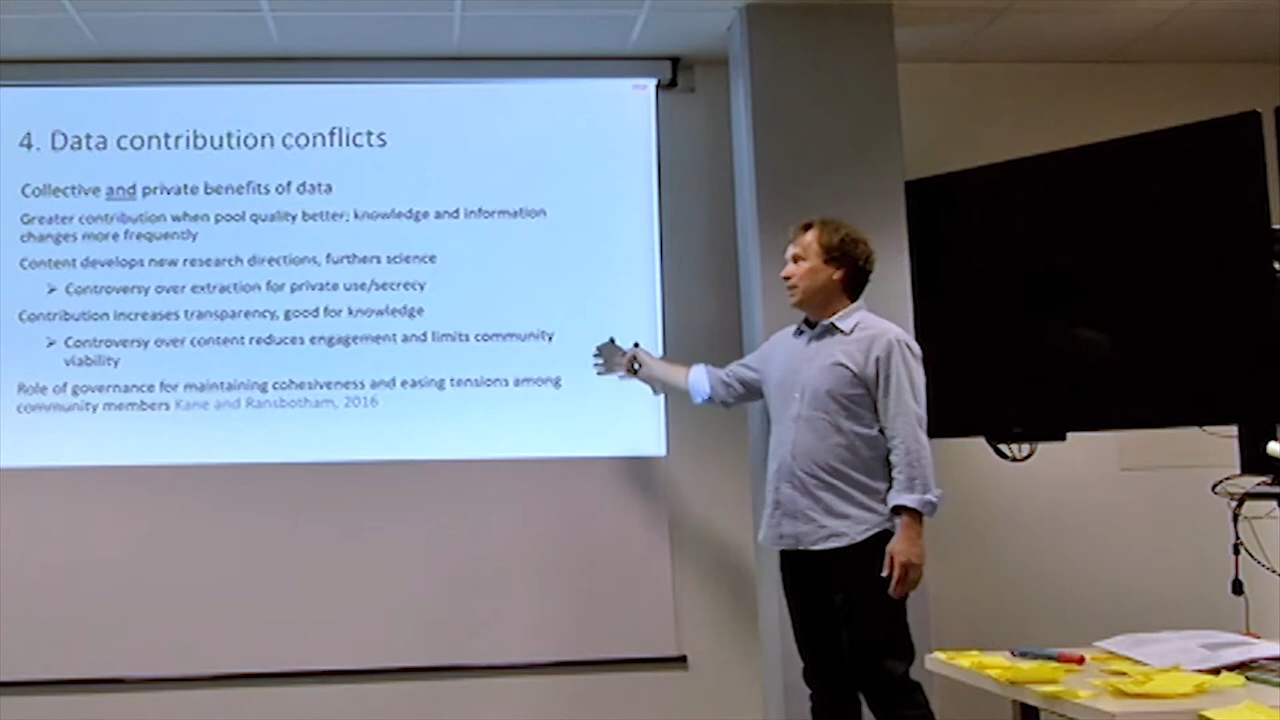 4. Data contribution conflicts
Collective and private benefits of data
Greater contribution when pool quality better; knowledge and information
changes more frequently
Content develops new research directions, furthers science
➤ Controversy over extraction for private use/secrecy
Contribution increases transparency, good for knowledge
➤ Controversy over content reduces engagement and limits community
viability
Role of governance for maintaining cohesiveness and easing tensions among
community members Kane and Ransbotham, 2016